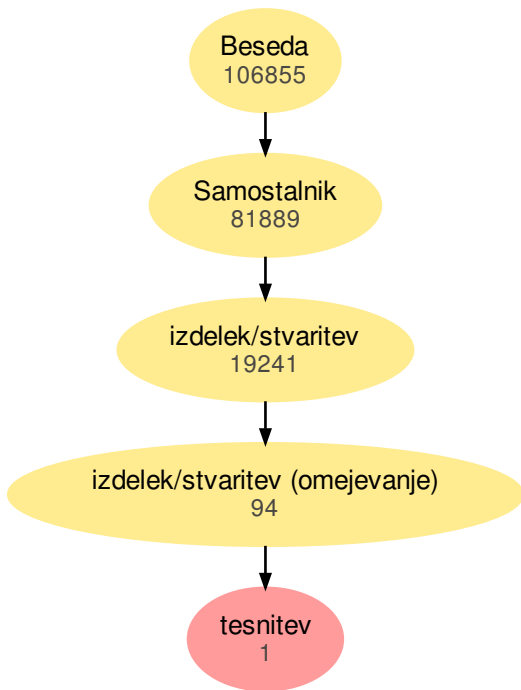 Beseda
106855
Samostalnik
81889
izdelek/stvaritev
19241
izdelek/stvaritev (omejevanje)
94
tesnitev
1